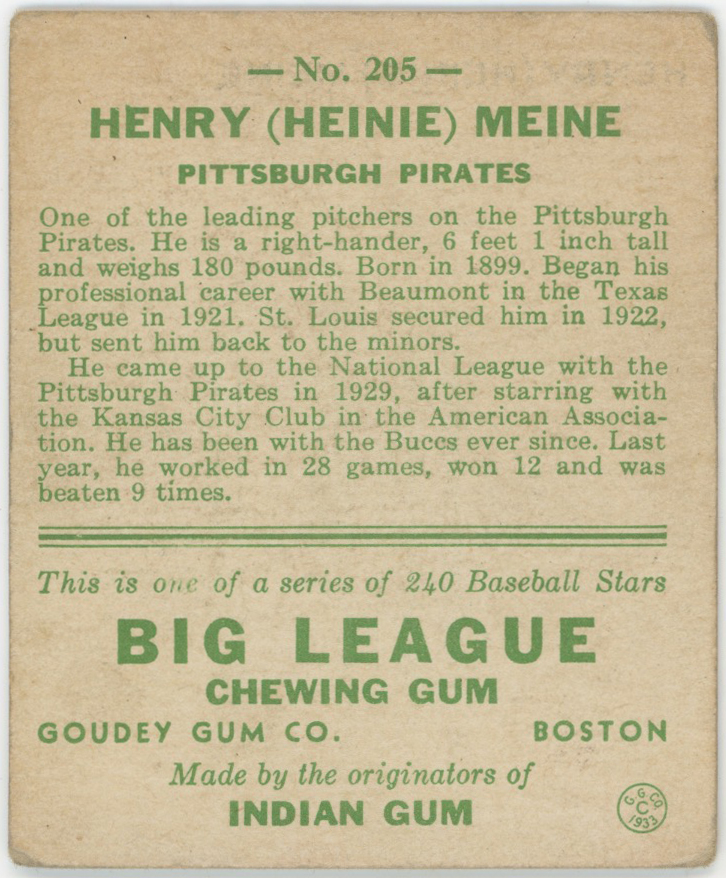 — No. 205 —
HENRY (HEINIE) MEINE
PITTSBURGH PIRATES
One of the leading pitchers on the Pittsburgh
Pirates. He is a right-hander, 6 feet 1 inch tall
and weighs 180 pounds. Born in 1899. Began his
professional career with Beaumont in the Texas
League in 1921. St. Louis secured him in 1922,
but sent him back to the minors.
He came up to the National League with the
Pittsburgh Pirates in 1929, after starring with
the Kansas City Club in the American Associa-
tion. He has been with the Buccs ever since. Last
year, he worked in 28 games, won 12 and was
beaten 9 times.
This is one of a series of 240 Baseball Stars
BIG LEAGUE
CHEWING GUM
GOUDEY GUM CO. BOSTON
Made by the originators of
INDIAN GUM
G. G. CO.
C
1933